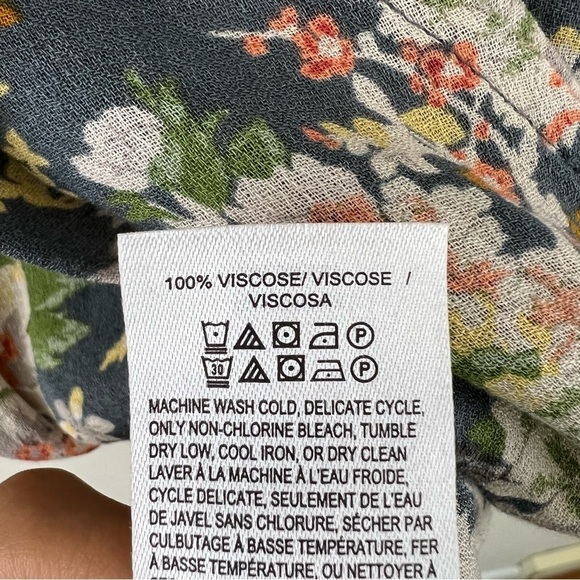 100% VISCOSE/ VISCOSE /
VISCOSA
P
30 P
MACHINE WASH COLD, DELICATE CYCLE,
ONLY NON-CHLORINE BLEACH, TUMBLE
DRY LOW, COOL IRON, OR DRY CLEAN
LAVER À LA MACHINE À L'EAU FROIDE,
CYCLE DELICATE, SEULEMENT DE L'EAU
DE JAVEL SANS CHLORURE, SÉCHER PAR
CULBUTAGE À BASSE TEMPÉRATURE, FER
À BASSE TEMPÉRATURE, OU NETTOYER À